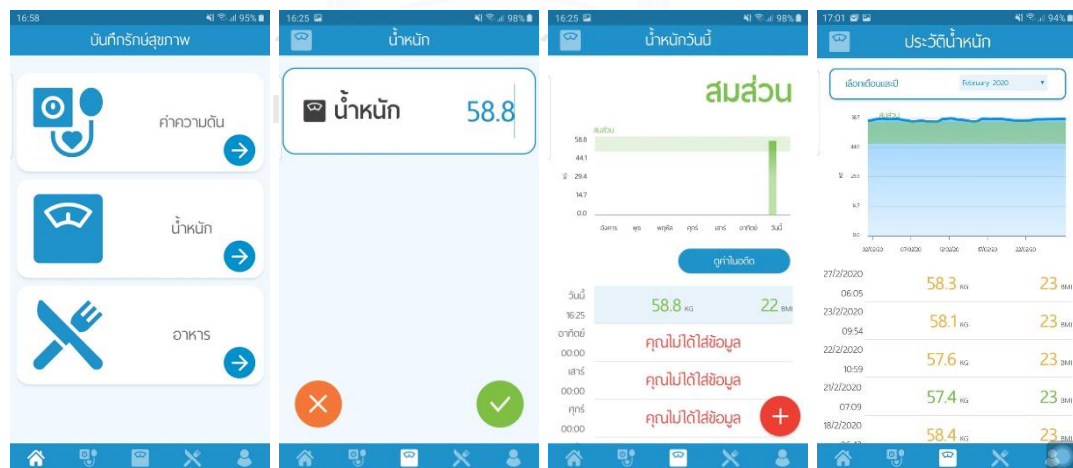 16:58 95%
บันทึกรักษ์สุขภาพ
ค่าความดัน
น้ำหนัก
อาหาร
16:25 98%
น้ำหนัก
น้ำหนัก 58.8
16:25 98%
น้ำหนักวันนี้
สมส่วน
สมส่วน
58.8
44.1
29.4
14.7
0.0
อังคาร พุธ พฤหัส ศุกร์ เสาร์ อาทิตย์ วันนี้
ดูค่าในอดีต
วันนี้
16:25
58.8 KG 22 BMI
อาทิตย์
00:00
คุณไม่ได้ใส่ข้อมูล
เสาร์
00:00
คุณไม่ได้ใส่ข้อมูล
ศุกร์
00:00
คุณไม่ได้ใส่ข้อมูล
17:01 94%
ประวัติน้ำหนัก
เลือกเดือนและปี February 2020
สมส่วน
27/2/2020
06:05
58.3 KG 23 BMI
23/2/2020
09:54
58.1 KG 23 BMI
22/2/2020
10:59
57.6 KG 23 BMI
21/2/2020
07:09
57.4 KG 23 BMI
18/2/2020
58.4 KG 23 BMI